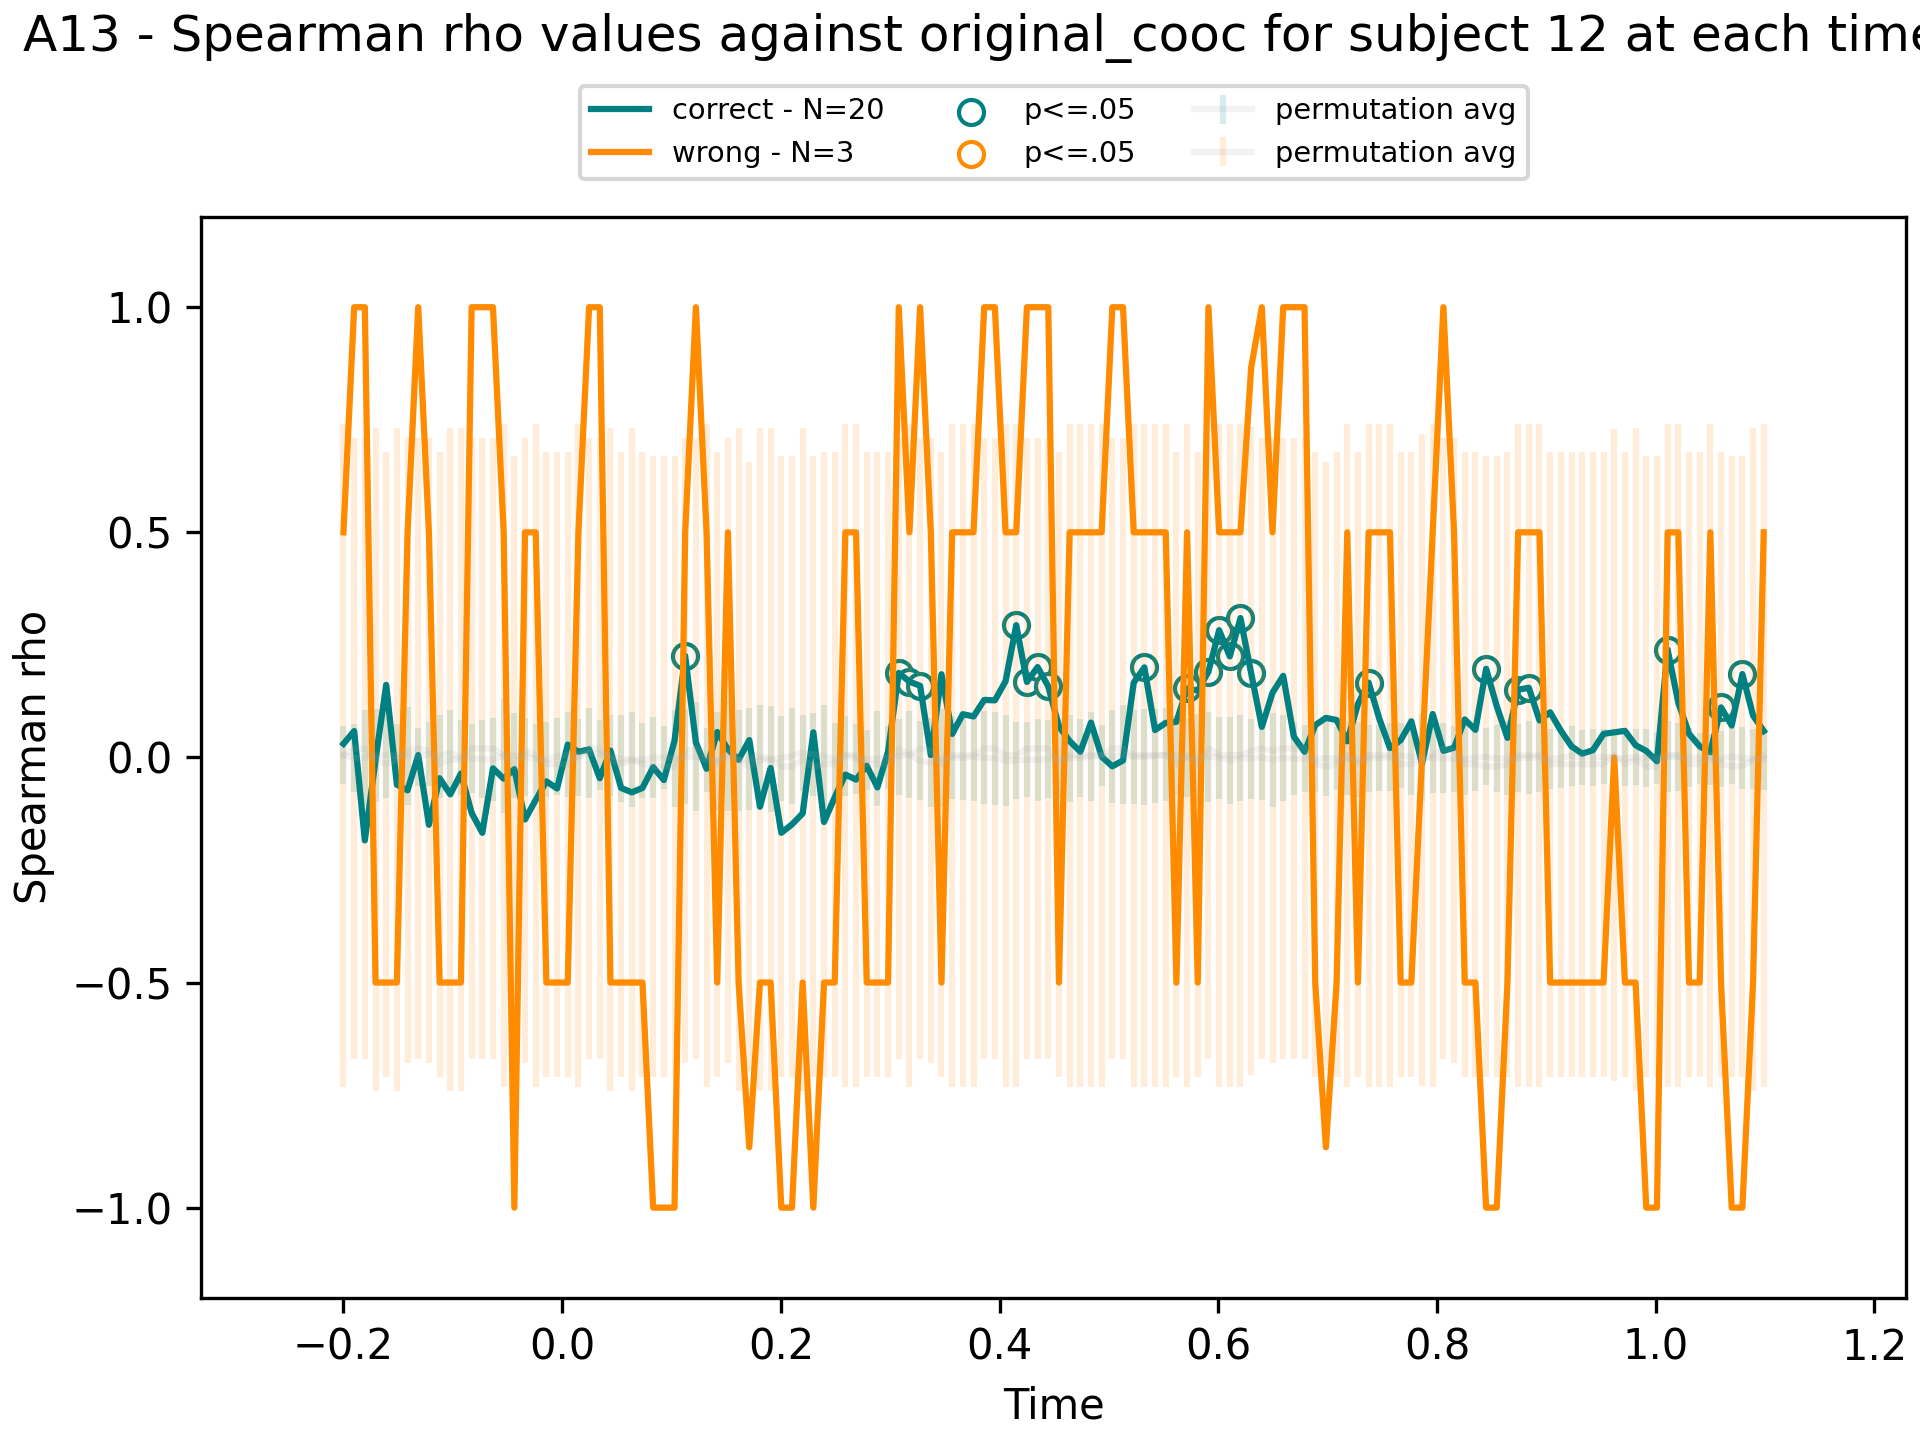 A13 - Spearman rho values against original_cooc for subject 12 at each time
correct - N=20
wrong - N=3
p<=.05
p<=.05
permutation avg
permutation avg
1.0
0.5
0.0
−0.5
−1.0
Spearman rho
−0.2 0.0 0.2 0.4 0.6 0.8 1.0 1.2
Time